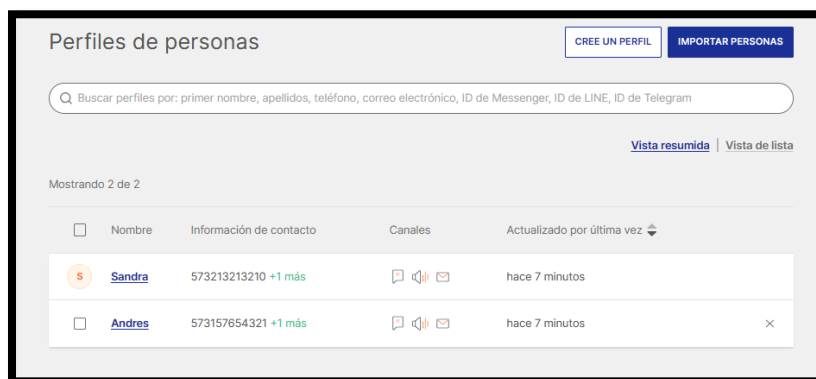 Perfiles de personas
CREE UN PERFIL
IMPORTAR PERSONAS
Buscar perfiles por: primer nombre, apellidos, teléfono, correo electrónico, ID de Messenger, ID de LINE, ID de Telegram
Vista resumida | Vista de lista
Mostrando 2 de 2
Nombre Información de contacto Canales Actualizado por última vez
S Sandra 573213213210 +1 más hace 7 minutos
Andres 573157654321 +1 más hace 7 minutos